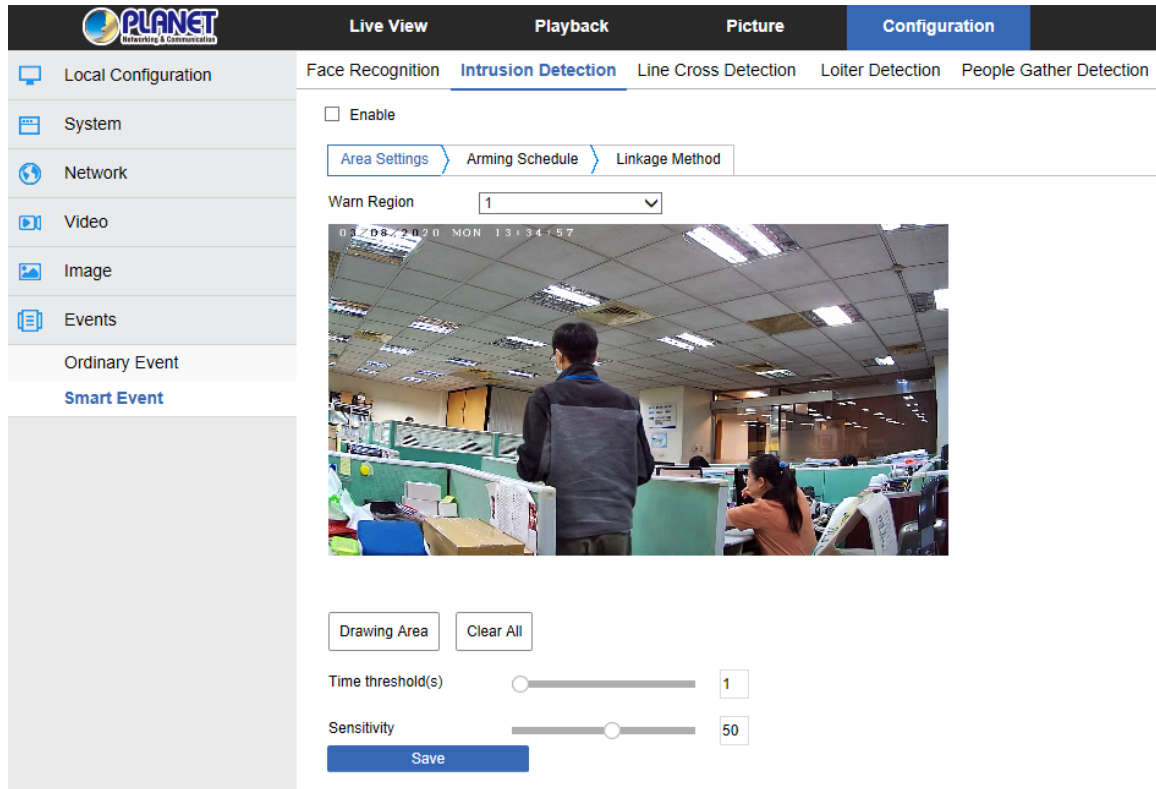 PLANET
Networking & Communication
Live View Playback Picture Configuration
Local Configuration
System
Network
Video
Image
Events
Ordinary Event
Smart Event
Face Recognition Intrusion Detection Line Cross Detection Loiter Detection People Gather Detection
Enable
Area Settings Arming Schedule Linkage Method
Warn Region 1
03/08/2020 MON 13:34:57
Drawing Area Clear All
Time threshold(s) 1
Sensitivity 50
Save